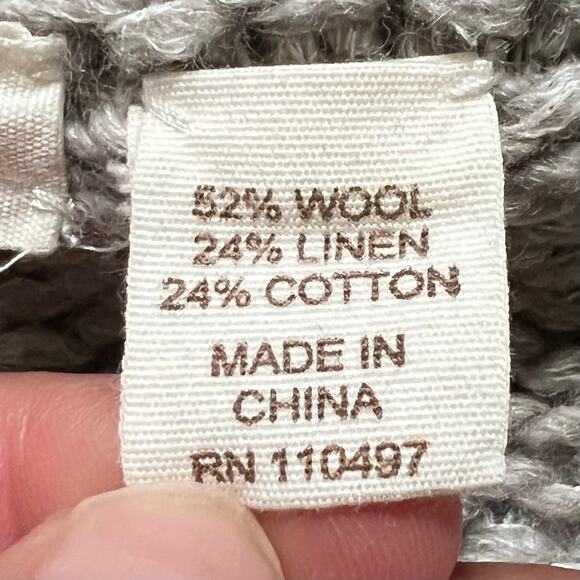 52% WOOL
24% LINEN
24% COTTON
MADE IN
CHINA
RN 110497